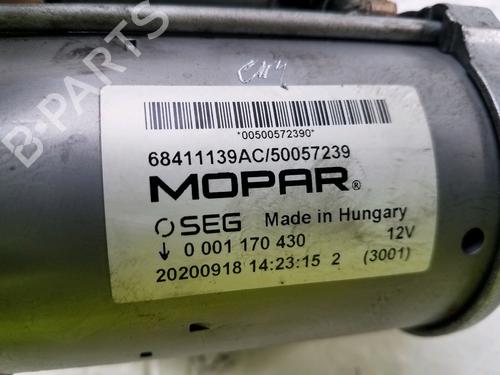 *00500572390*
68411139AC/50057239
MOPAR®
SEG Made in Hungary
↓ 0 001 170 430 12V
20200918 14:23:15 2 (3001)
B-PARTS